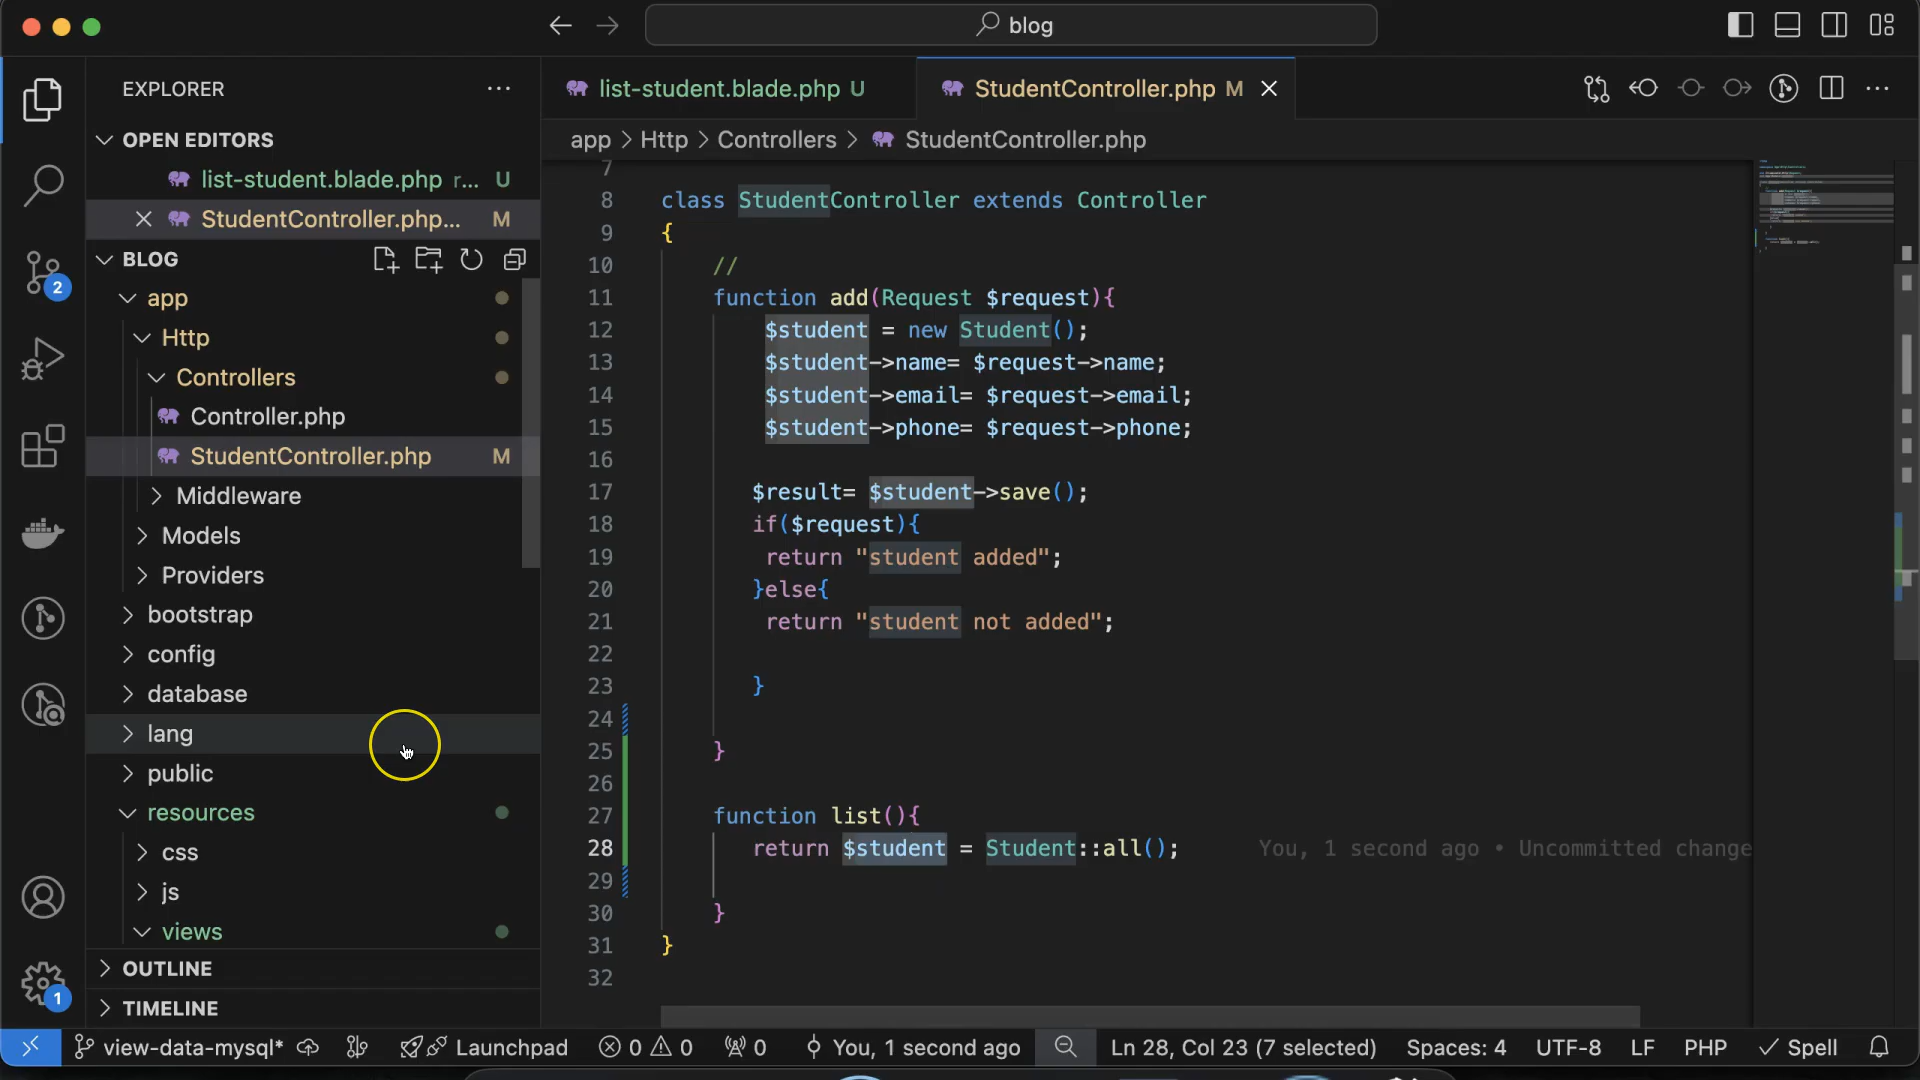 blog
EXPLORER
OPEN EDITORS
list-student.blade.php r... U
StudentController.php... M
BLOG
app
Http
Controllers
Controller.php
StudentController.php M
Middleware
Models
Providers
bootstrap
config
database
lang
public
resources
css
js
views
OUTLINE
TIMELINE
2
1
list-student.blade.php U
StudentController.php M
app > Http > Controllers > StudentController.php
7
8 class StudentController extends Controller
9 {
10 //
11 function add(Request $request){
12 $student = new Student();
13 $student->name= $request->name;
14 $student->email= $request->email;
15 $student->phone= $request->phone;
16
17 $result= $student->save();
18 if($request){
19 return "student added";
20 }else{
21 return "student not added";
22
23 }
24
25 }
26
27 function list(){
28 return $student = Student::all(); You, 1 second ago • Uncommitted change
29
30 }
31 }
32
view-data-mysql* Launchpad 0 0 0 You, 1 second ago Ln 28, Col 23 (7 selected) Spaces: 4 UTF-8 LF PHP Spell